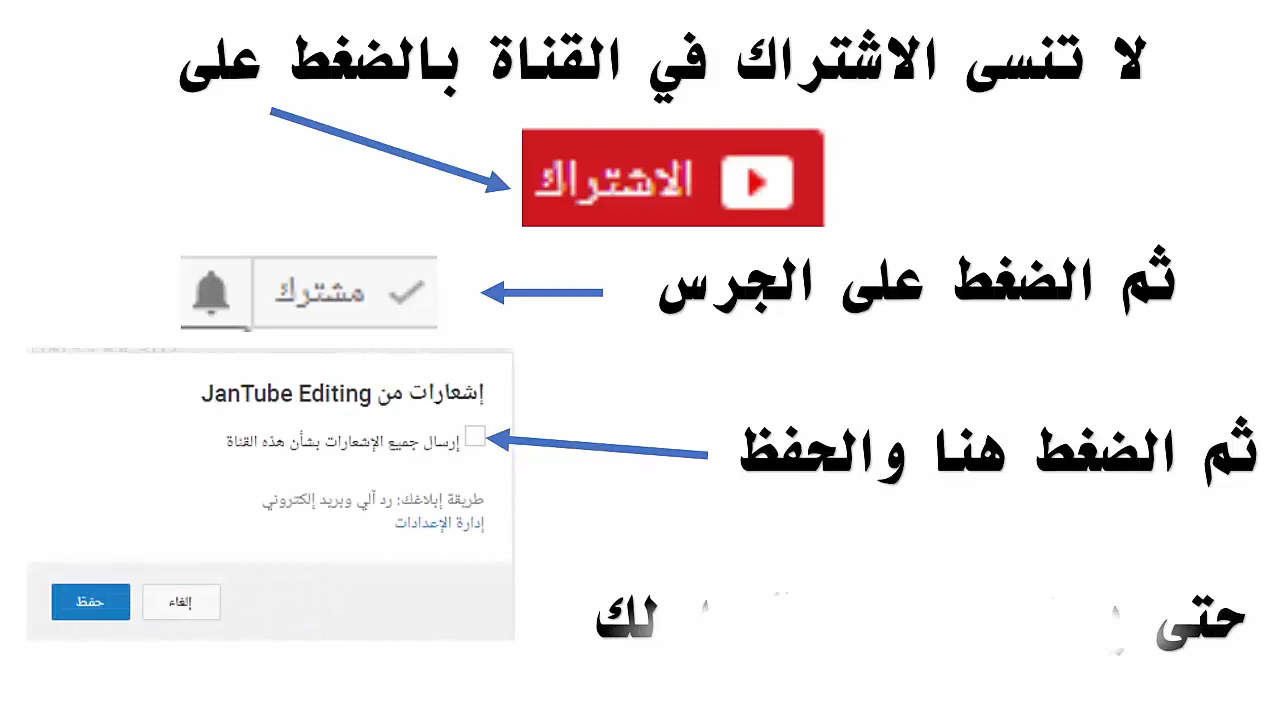 لا تنسى الاشتراك في القناة بالضغط على
الاشتراك
ثم الضغط على الجرس
مشترك
إشعارات من JanTube Editing
إرسال جميع الإشعارات بشأن هذه القناة
ثم الضغط هنا والحفظ
طريقة إبلاغك: رد آلي وبريد إلكتروني
إدارة الإعدادات
إلغاء
حفظ
حتى لك